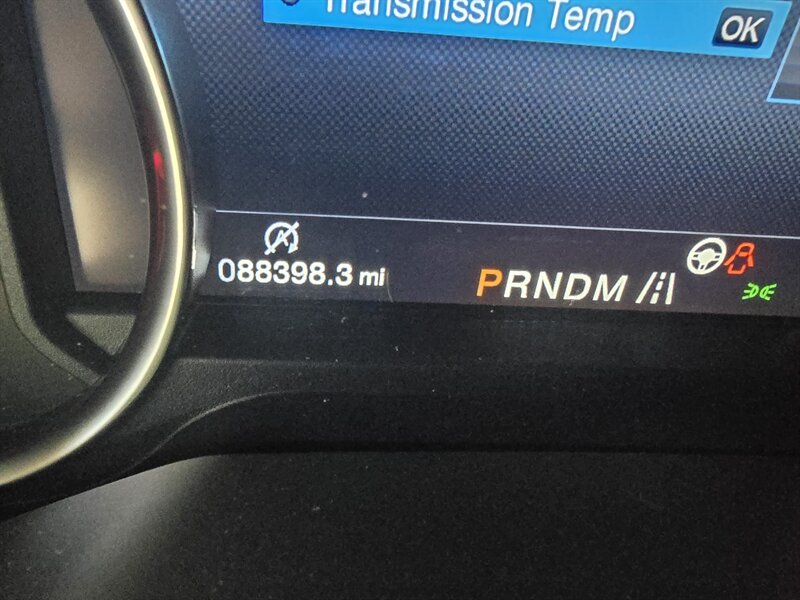 Transmission Temp
OK
088398.3 mi
PRNDM